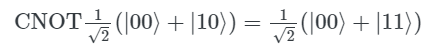 CNOT 1/√2 (|00⟩ + |10⟩) = 1/√2 (|00⟩ + |11⟩)